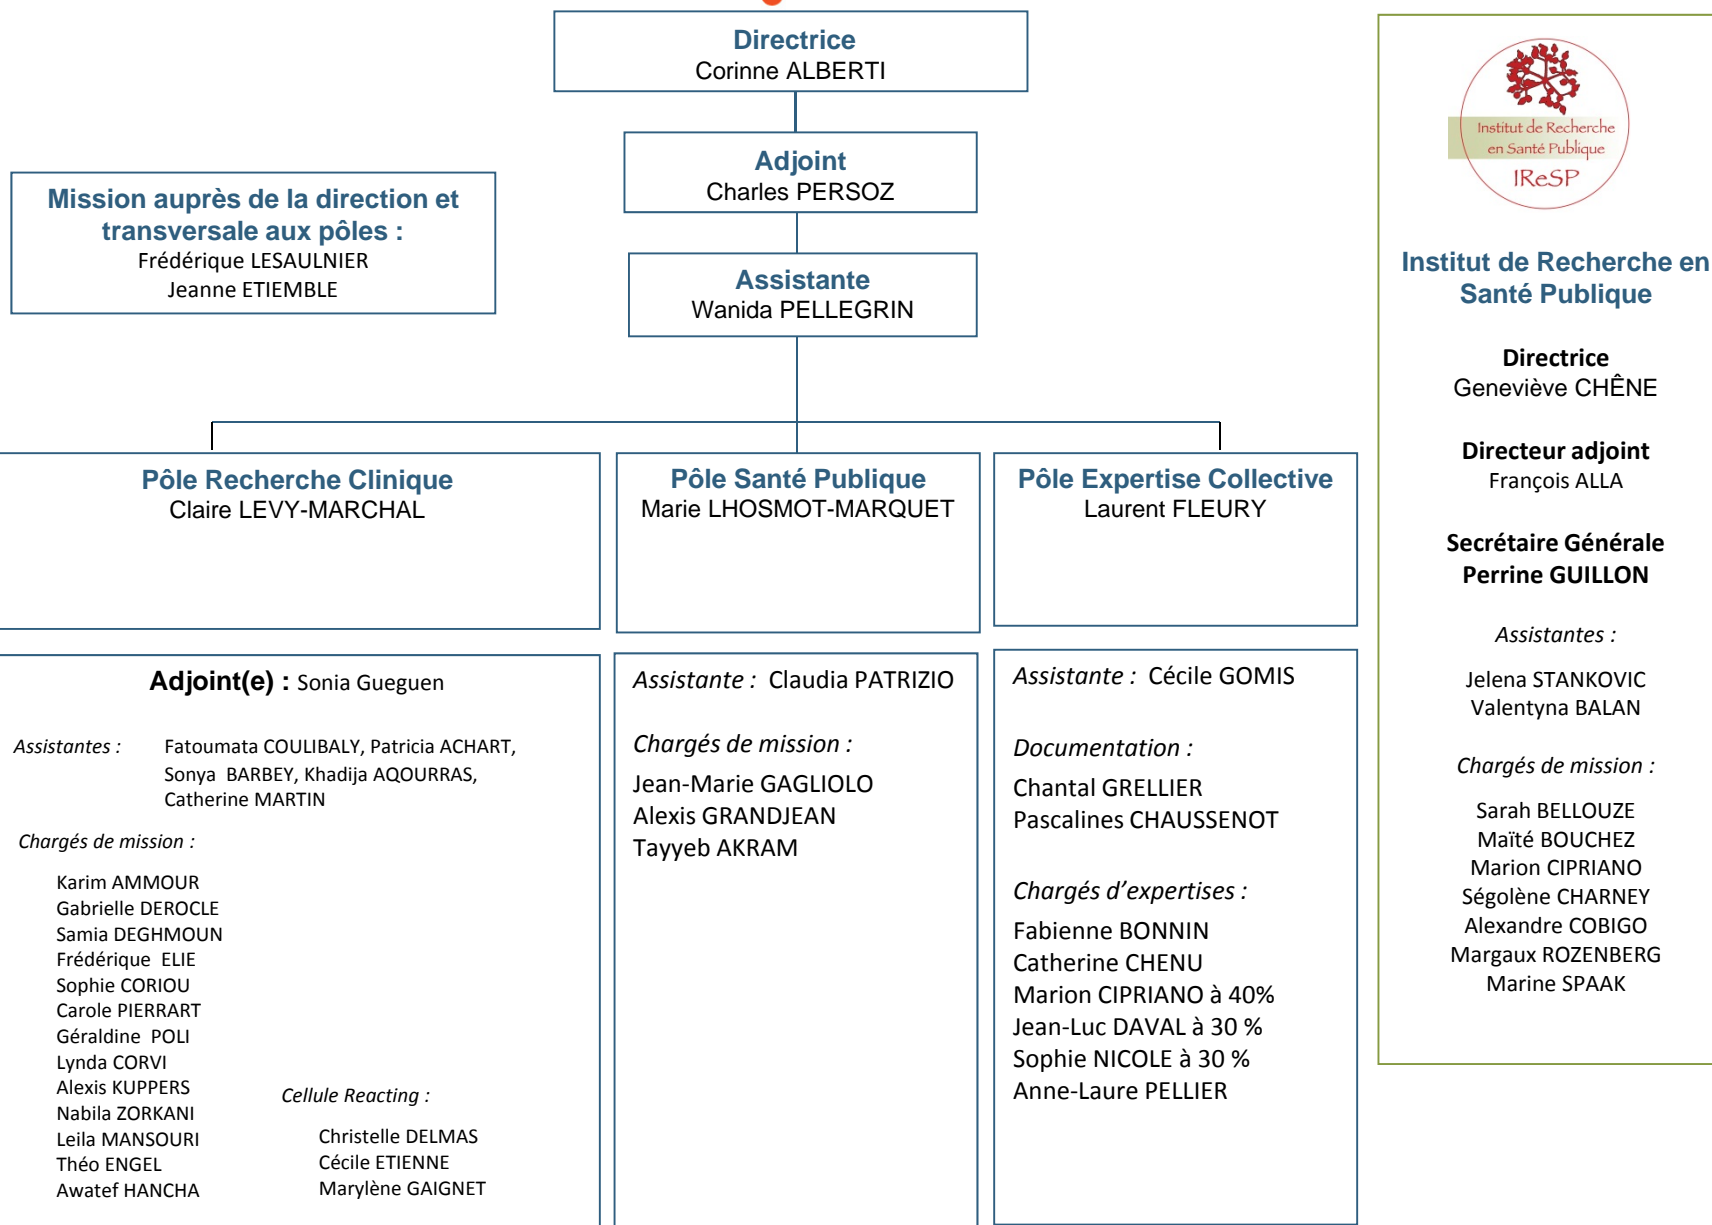 Directrice
Corinne ALBERTI
Adjoint
Charles PERSOZ
Mission auprès de la direction et
transversale aux pôles :
Frédérique LESAULNIER
Jeanne ETIEMBLE
Assistante
Wanida PELLEGRIN
Pôle Recherche Clinique
Claire LEVY-MARCHAL
Pôle Santé Publique
Marie LHOSMOT-MARQUET
Pôle Expertise Collective
Laurent FLEURY
Adjoint(e) : Sonia Gueguen
Assistantes : Fatoumata COULIBALY, Patricia ACHART,
Sonya BARBEY, Khadija AQOURRAS,
Catherine MARTIN
Chargés de mission :
Karim AMMOUR
Gabrielle DEROCLE
Samia DEGHMOUN
Frédérique ELIE
Sophie CORIOU
Carole PIERRART
Géraldine POLI
Lynda CORVI
Alexis KUPPERS
Nabila ZORKANI
Leila MANSOURI
Théo ENGEL
Awatef HANCHA
Cellule Reacting :
Christelle DELMAS
Cécile ETIENNE
Marylène GAIGNET
Assistante : Claudia PATRIZIO
Chargés de mission :
Jean-Marie GAGLIOLO
Alexis GRANDJEAN
Tayyeb AKRAM
Assistante : Cécile GOMIS
Documentation :
Chantal GRELLIER
Pascalines CHAUSSENOT
Chargés d’expertises :
Fabienne BONNIN
Catherine CHENU
Marion CIPRIANO à 40%
Jean-Luc DAVAL à 30 %
Sophie NICOLE à 30 %
Anne-Laure PELLIER
Institut de Recherche
en Santé Publique
IReSP
Institut de Recherche en
Santé Publique
Directrice
Geneviève CHÊNE
Directeur adjoint
François ALLA
Secrétaire Générale
Perrine GUILLON
Assistantes :
Jelena STANKOVIC
Valentyna BALAN
Chargés de mission :
Sarah BELLOUZE
Maïté BOUCHEZ
Marion CIPRIANO
Ségolène CHARNEY
Alexandre COBIGO
Margaux ROZENBERG
Marine SPAAK